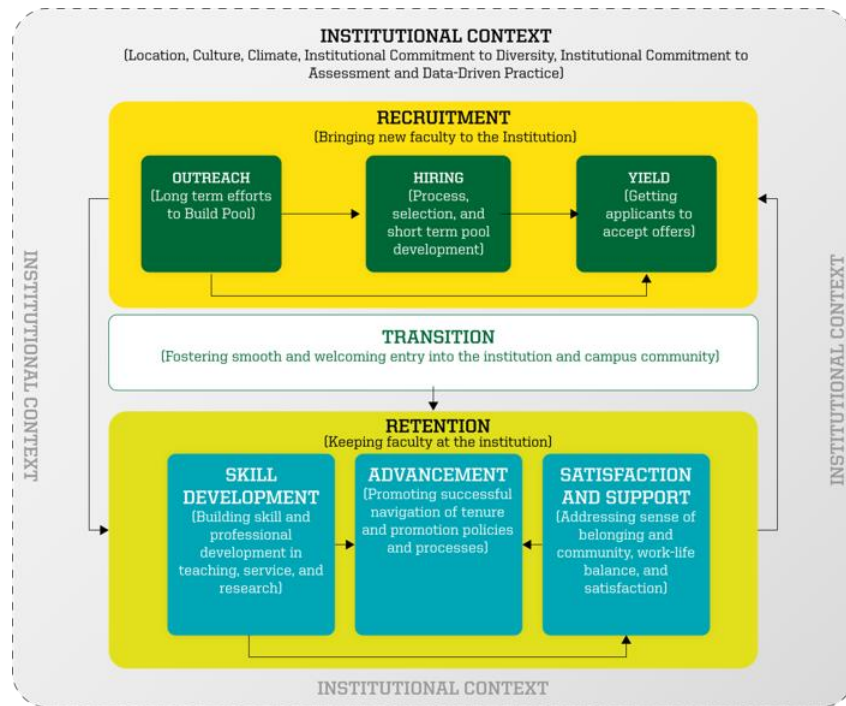 INSTITUTIONAL CONTEXT
(Location, Culture, Climate, Institutional Commitment to Diversity, Institutional Commitment to
Assessment and Data-Driven Practice)
RECRUITMENT
(Bringing new faculty to the Institution)
OUTREACH
(Long term efforts
to Build Pool)
HIRING
(Process,
selection, and
short term pool
development)
YIELD
(Getting
applicants to
accept offers)
TRANSITION
(Fostering smooth and welcoming entry into the institution and campus community)
RETENTION
(Keeping faculty at the institution)
SKILL
DEVELOPMENT
(Building skill and
professional
development in
teaching, service, and
research)
ADVANCEMENT
(Promoting successful
navigation of tenure
and promotion policies
and processes)
SATISFACTION
AND SUPPORT
(Addressing sense of
belonging and
community, work-life
balance, and
satisfaction)
INSTITUTIONAL CONTEXT
INSTITUTIONAL CONTEXT
INSTITUTIONAL CONTEXT